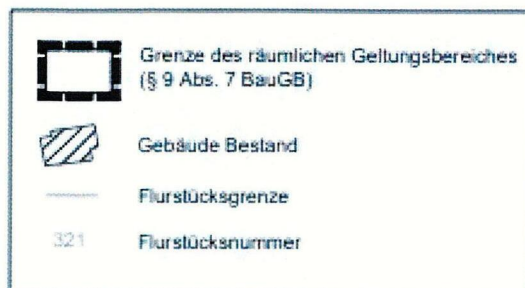 Grenze des räumlichen Geltungsbereiches
(§ 9 Abs. 7 BauGB)
Gebäude Bestand
Flurstücksgrenze
321 Flurstücksnummer